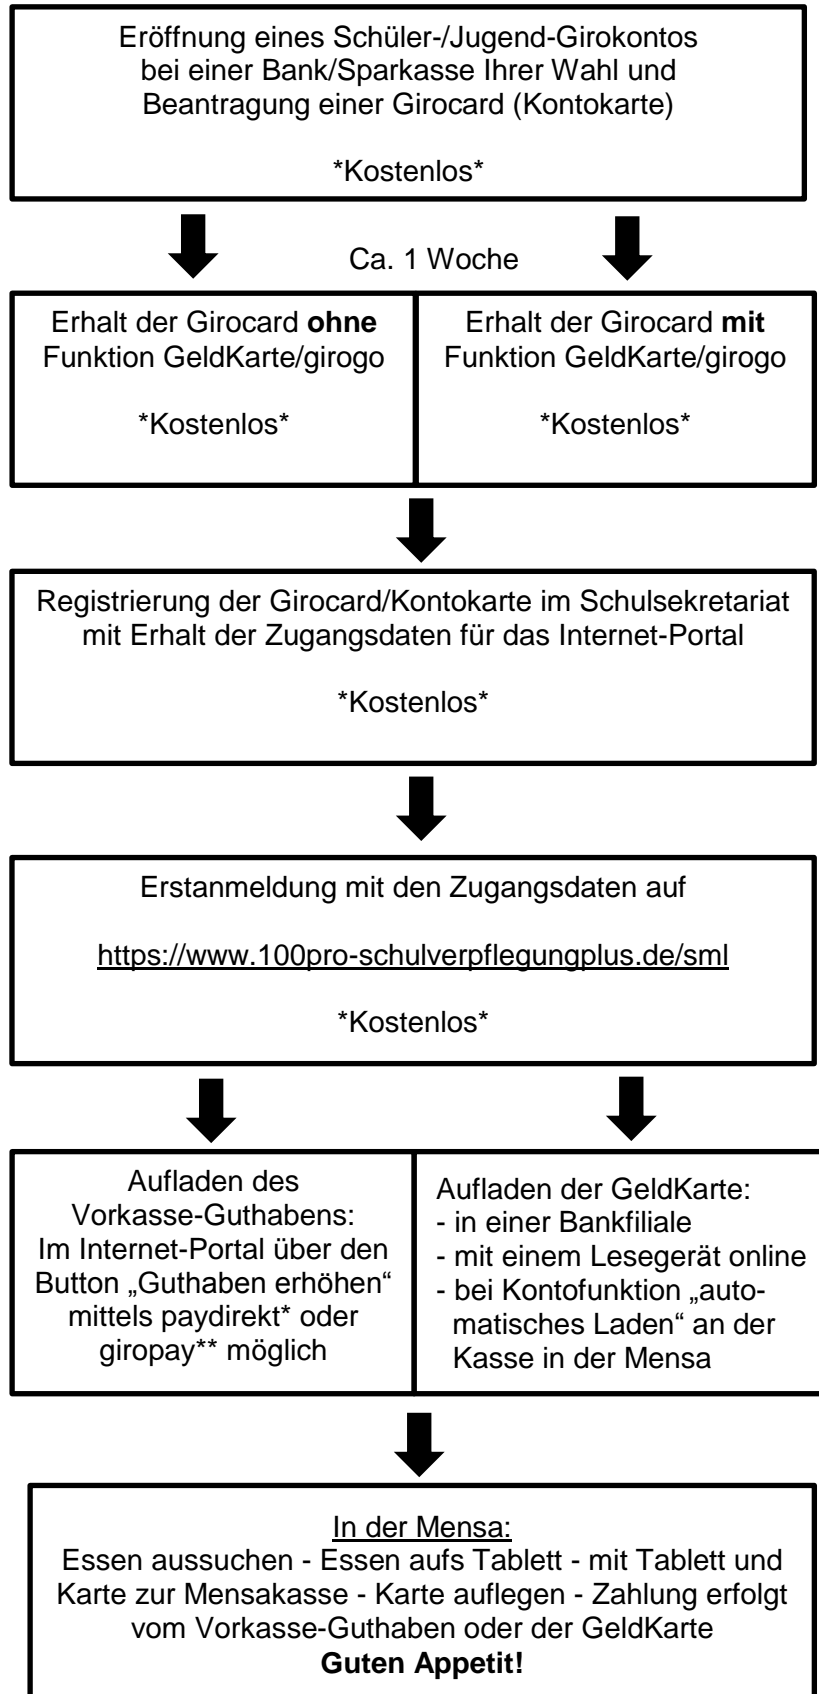 Eröffnung eines Schüler-/Jugend-Girokontos
bei einer Bank/Sparkasse Ihrer Wahl und
Beantragung einer Girocard (Kontokarte)
*Kostenlos*
Ca. 1 Woche
Erhalt der Girocard ohne
Funktion GeldKarte/girogo
*Kostenlos*
Erhalt der Girocard mit
Funktion GeldKarte/girogo
*Kostenlos*
Registrierung der Girocard/Kontokarte im Schulsekretariat
mit Erhalt der Zugangsdaten für das Internet-Portal
*Kostenlos*
Erstanmeldung mit den Zugangsdaten auf
https://www.100pro-schulverpflegungplus.de/sml
*Kostenlos*
Aufladen des
Vorkasse-Guthabens:
Im Internet-Portal über den
Button „Guthaben erhöhen“
mittels paydirekt* oder
giropay** möglich
Aufladen der GeldKarte:
- in einer Bankfiliale
- mit einem Lesegerät online
- bei Kontofunktion „auto-
matisches Laden“ an der
Kasse in der Mensa
In der Mensa:
Essen aussuchen - Essen aufs Tablett - mit Tablett und
Karte zur Mensakasse - Karte auflegen - Zahlung erfolgt
vom Vorkasse-Guthaben oder der GeldKarte
Guten Appetit!